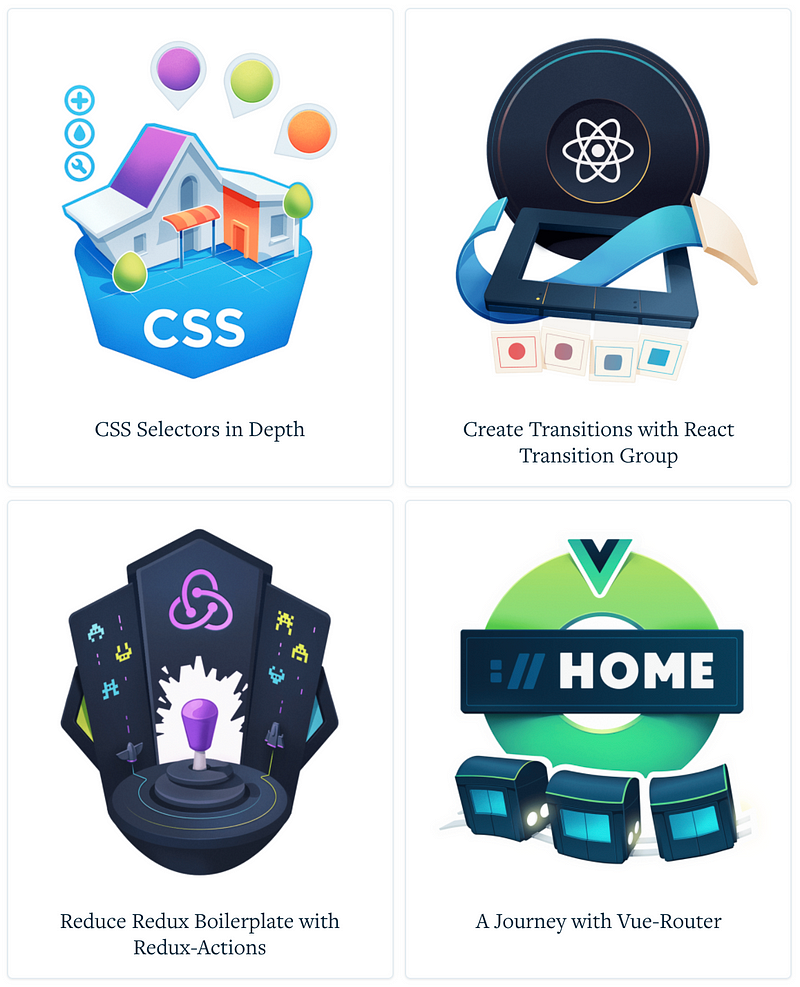 CSS
CSS Selectors in Depth
Create Transitions with React
Transition Group
Reduce Redux Boilerplate with
Redux-Actions
:// HOME
A Journey with Vue-Router